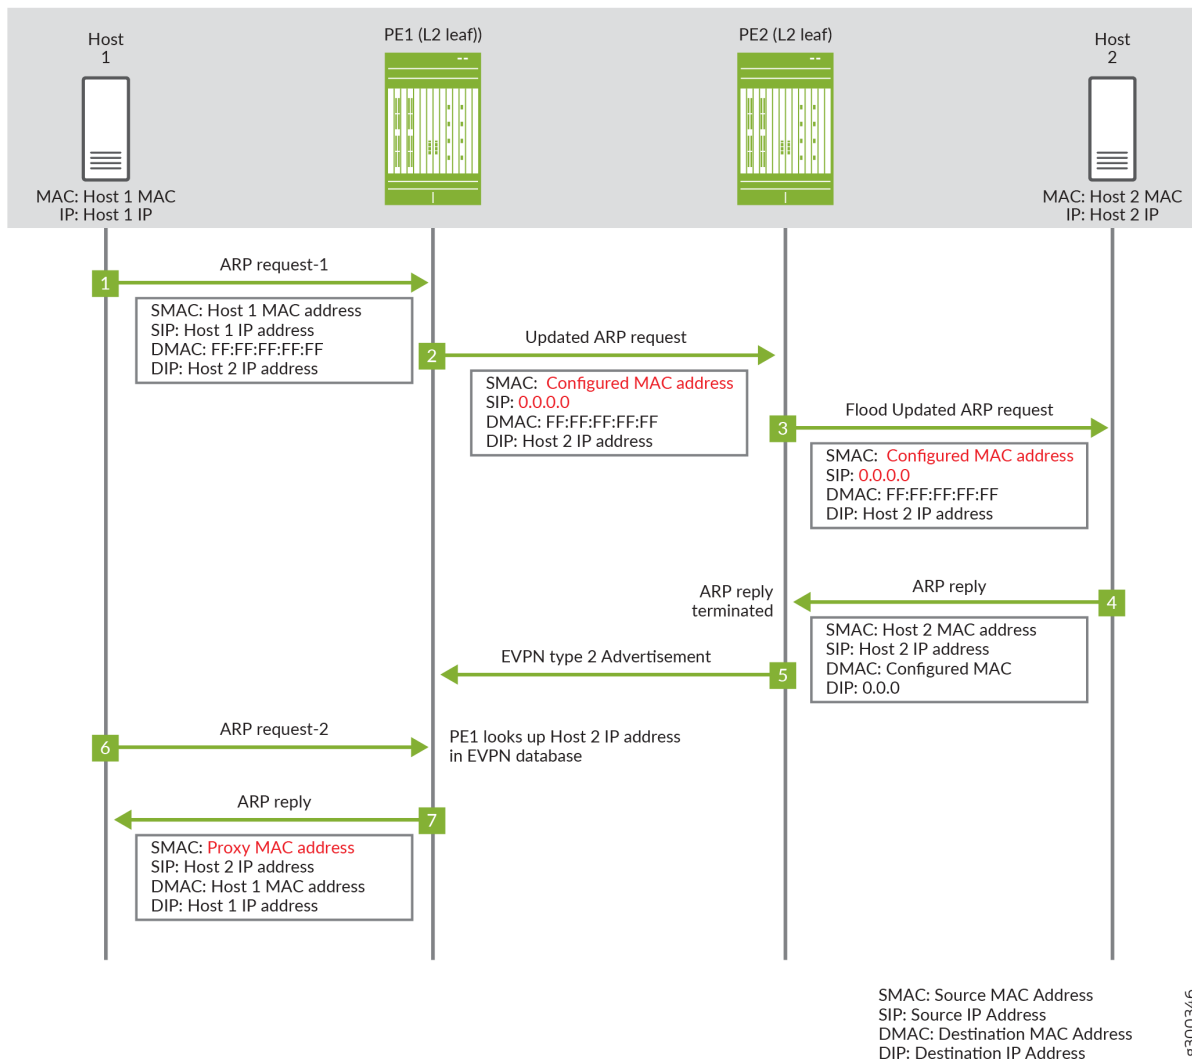 Host
1
PE1 (L2 leaf))
PE2 (L2 leaf)
Host
2
MAC: Host 1 MAC
IP: Host 1 IP
MAC: Host 2 MAC
IP: Host 2 IP
ARP request-1
1
SMAC: Host 1 MAC address
SIP: Host 1 IP address
DMAC: FF:FF:FF:FF:FF
DIP: Host 2 IP address
Updated ARP request
2
SMAC: Configured MAC address
SIP: 0.0.0.0
DMAC: FF:FF:FF:FF:FF
DIP: Host 2 IP address
Flood Updated ARP request
3
SMAC: Configured MAC address
SIP: 0.0.0.0
DMAC: FF:FF:FF:FF:FF
DIP: Host 2 IP address
ARP reply
terminated
ARP reply
4
SMAC: Host 2 MAC address
SIP: Host 2 IP address
DMAC: Configured MAC
DIP: 0.0.0
EVPN type 2 Advertisement
5
ARP request-2
6
PE1 looks up Host 2 IP address
in EVPN database
ARP reply
7
SMAC: Proxy MAC address
SIP: Host 2 IP address
DMAC: Host 1 MAC address
DIP: Host 1 IP address
SMAC: Source MAC Address
SIP: Source IP Address
DMAC: Destination MAC Address
DIP: Destination IP Address